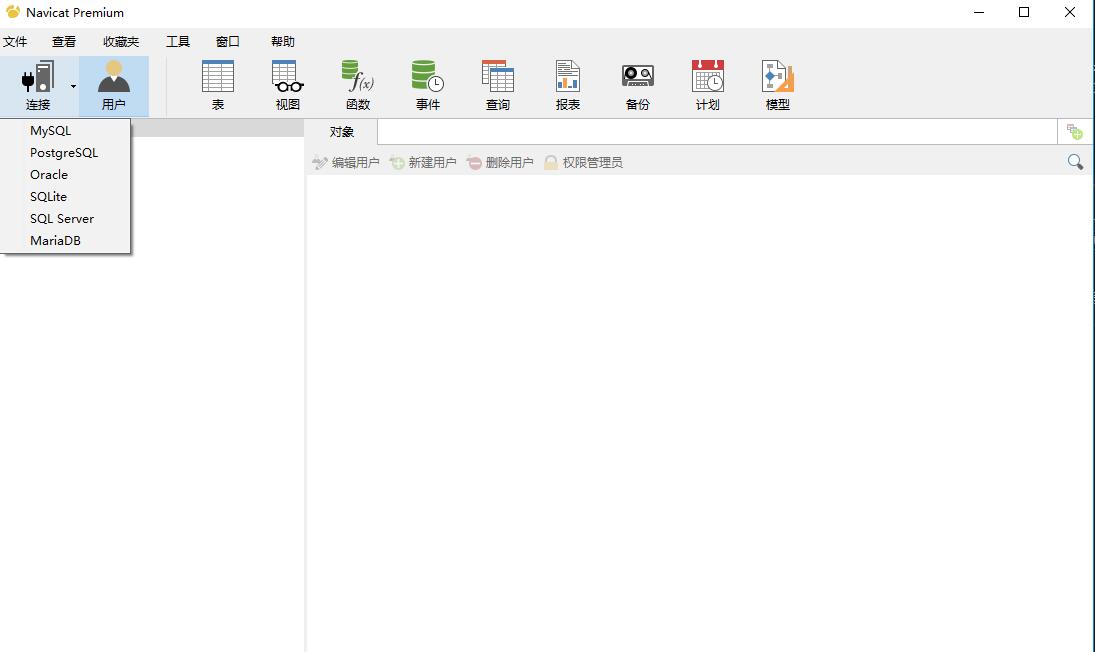 Navicat Premium
文件 查看 收藏夹 工具 窗口 帮助
连接 用户 表 视图 函数 事件 查询 报表 备份 计划 模型
f(x)
MySQL
PostgreSQL
Oracle
SQLite
SQL Server
MariaDB
对象
编辑用户 新建用户 删除用户 权限管理员